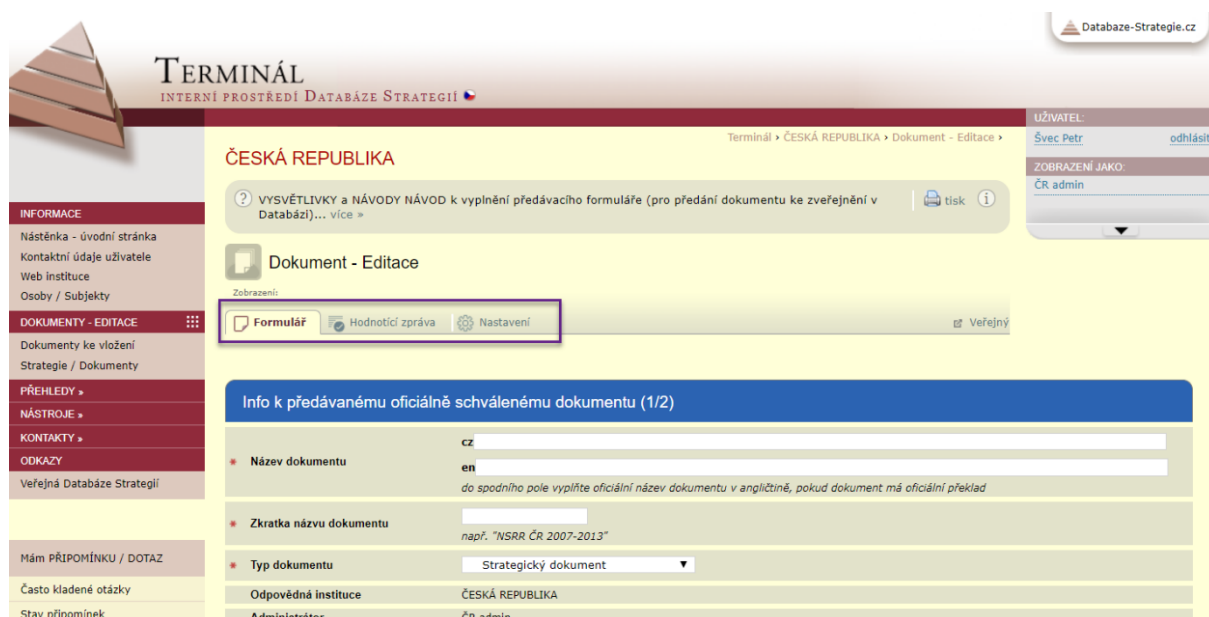 Databaze-Strategie.cz
TERMINÁL
INTERNÍ PROSTŘEDÍ DATABÁZE STRATEGIÍ
UŽIVATEL:
Švec Petr odhlásit
ZOBRAZENÍ JAKO:
ČR admin
Terminál › ČESKÁ REPUBLIKA › Dokument - Editace ›
ČESKÁ REPUBLIKA
? VYSVĚTLIVKY a NÁVODY NÁVOD k vyplnění předávacího formuláře (pro předání dokumentu ke zveřejnění v
Databázi)... více »
tisk i
INFORMACE
Nástěnka - úvodní stránka
Kontaktní údaje uživatele
Web instituce
Osoby / Subjekty
DOKUMENTY - EDITACE
Dokumenty ke vložení
Strategie / Dokumenty
PŘEHLEDY »
NÁSTROJE »
KONTAKTY »
ODKAZY
Veřejná Databáze Strategií
Mám PŘIPOMÍNKU / DOTAZ
Často kladené otázky
Stav připomínek
Dokument - Editace
Zobrazení:
Formulář Hodnotící zpráva Nastavení Veřejný
Info k předávanému oficiálně schválenému dokumentu (1/2)
* Název dokumentu
cz
en
do spodního pole vyplňte oficiální název dokumentu v angličtině, pokud dokument má oficiální překlad
* Zkratka názvu dokumentu
např. "NSRR ČR 2007-2013"
* Typ dokumentu Strategický dokument
Odpovědná instituce ČESKÁ REPUBLIKA
Administrátor ČR admin